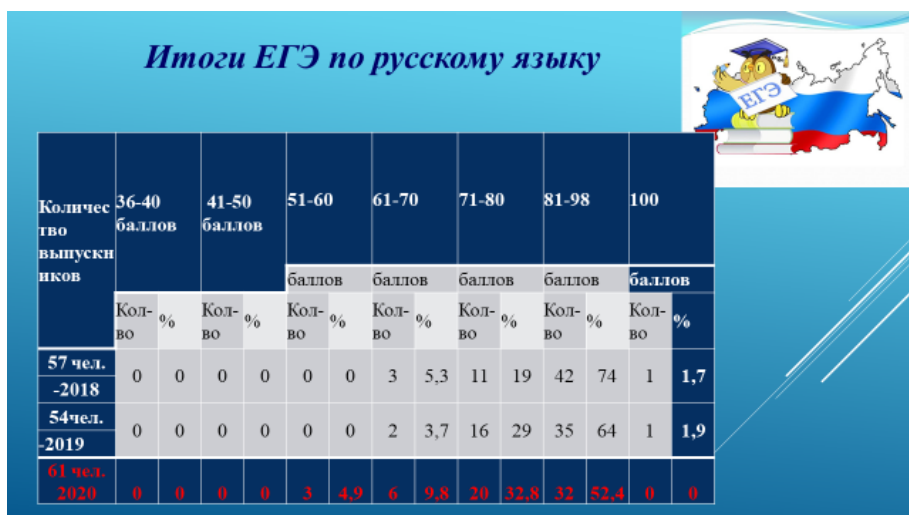 Итоги ЕГЭ по русскому языку
ЕГЭ
Количес
тво
выпускн
иков
36-40
баллов
41-50
баллов
51-60
61-70
71-80
81-98
100
баллов баллов баллов баллов баллов
Кол-
во % Кол-
во % Кол-
во % Кол-
во % Кол-
во % Кол-
во % Кол-
во %
57 чел.
-2018 0 0 0 0 0 0 3 5,3 11 19 42 74 1 1,7
54чел.
-2019 0 0 0 0 0 0 2 3,7 16 29 35 64 1 1,9
61 чел.
2020 0 0 0 0 3 4,9 6 9,8 20 32,8 32 52,4 0 0